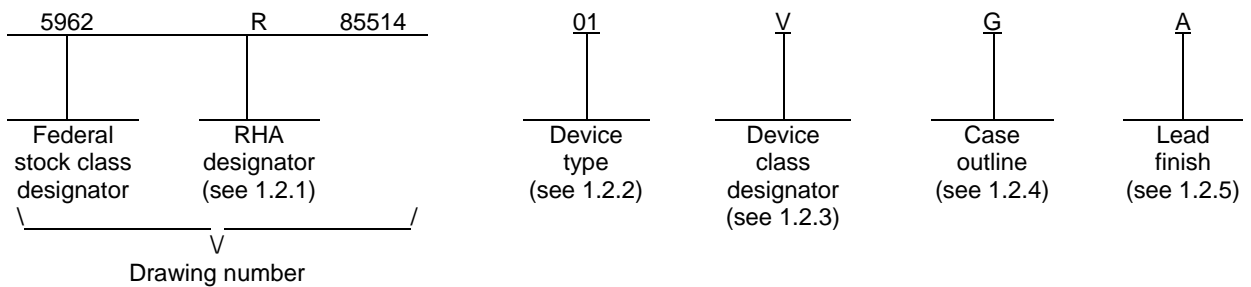 5962 R 85514 01 V G A
Federal stock class designator
RHA designator (see 1.2.1)
Device type (see 1.2.2)
Device class designator (see 1.2.3)
Case outline (see 1.2.4)
Lead finish (see 1.2.5)
Drawing number